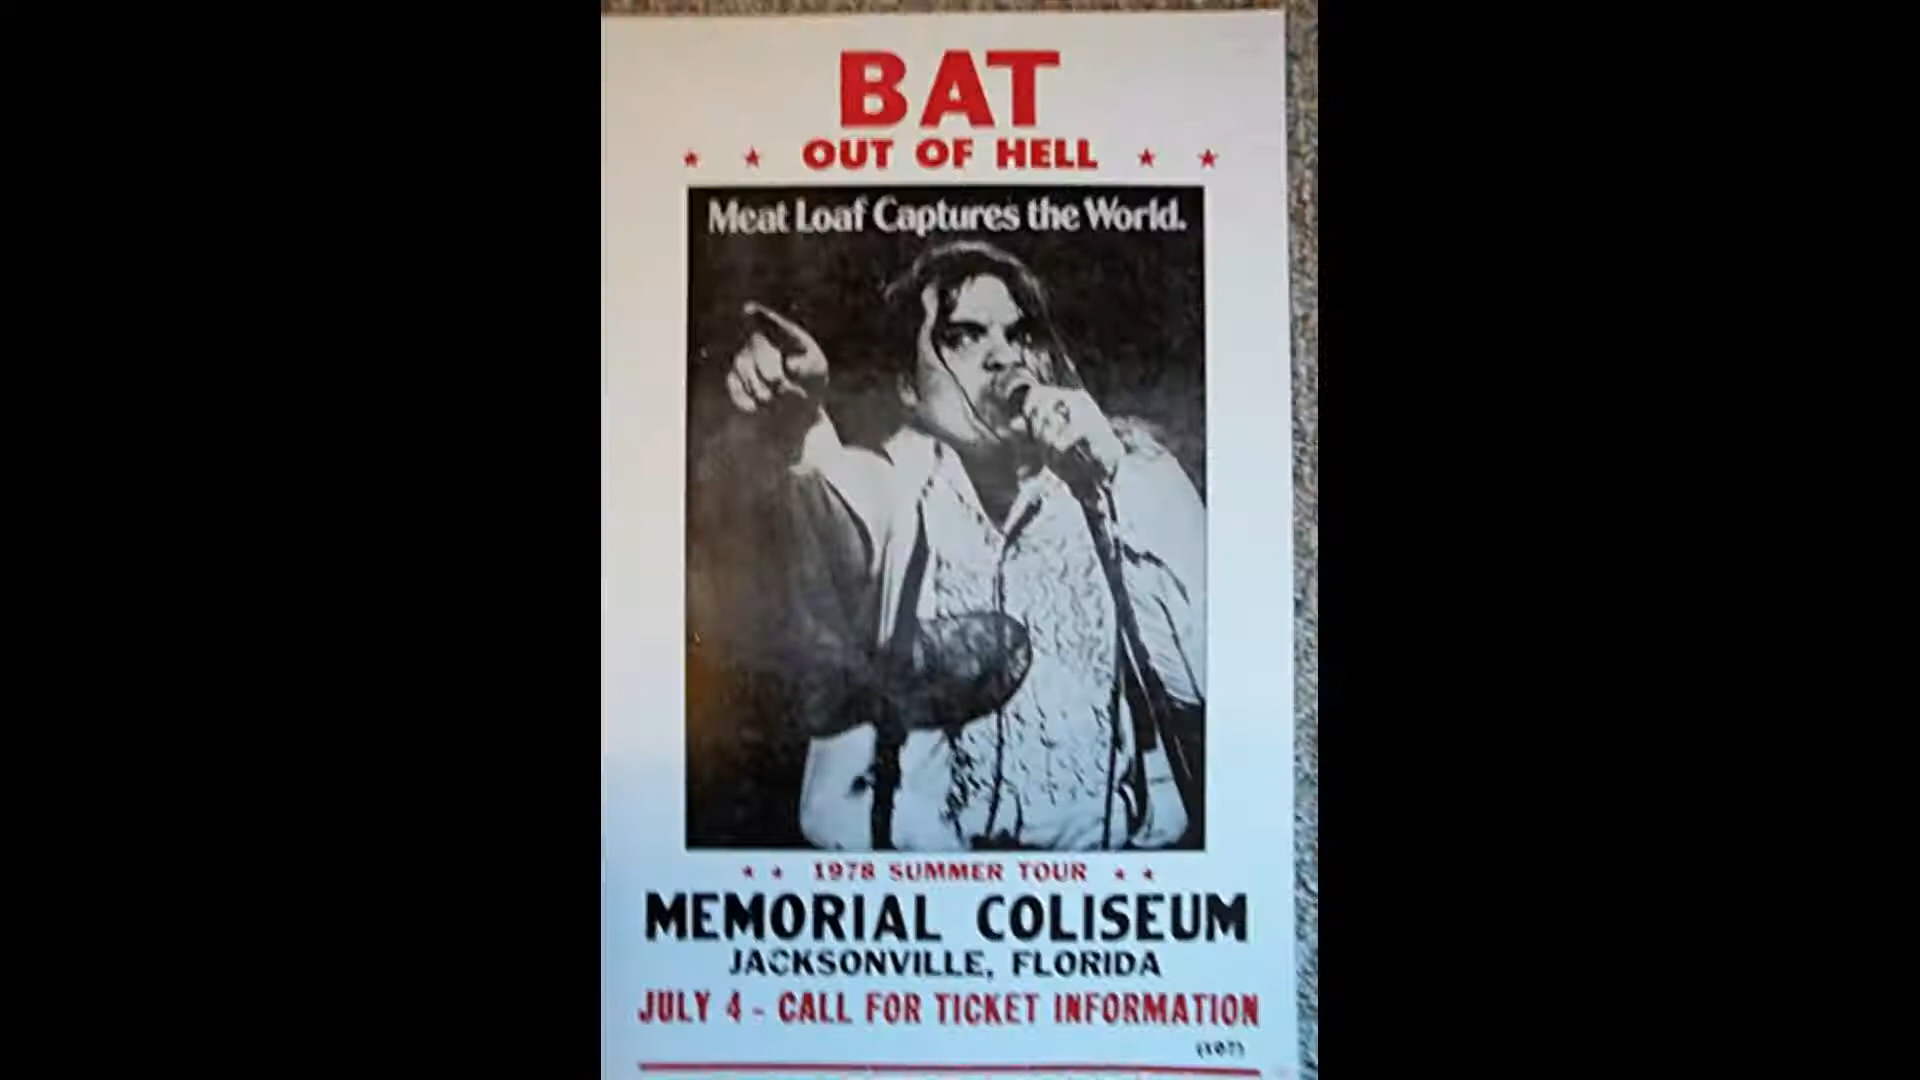 BAT
OUT OF HELL
Meat Loaf Captures the World.
1978 SUMMER TOUR
MEMORIAL COLISEUM
JACKSONVILLE, FLORIDA
JULY 4 - CALL FOR TICKET INFORMATION